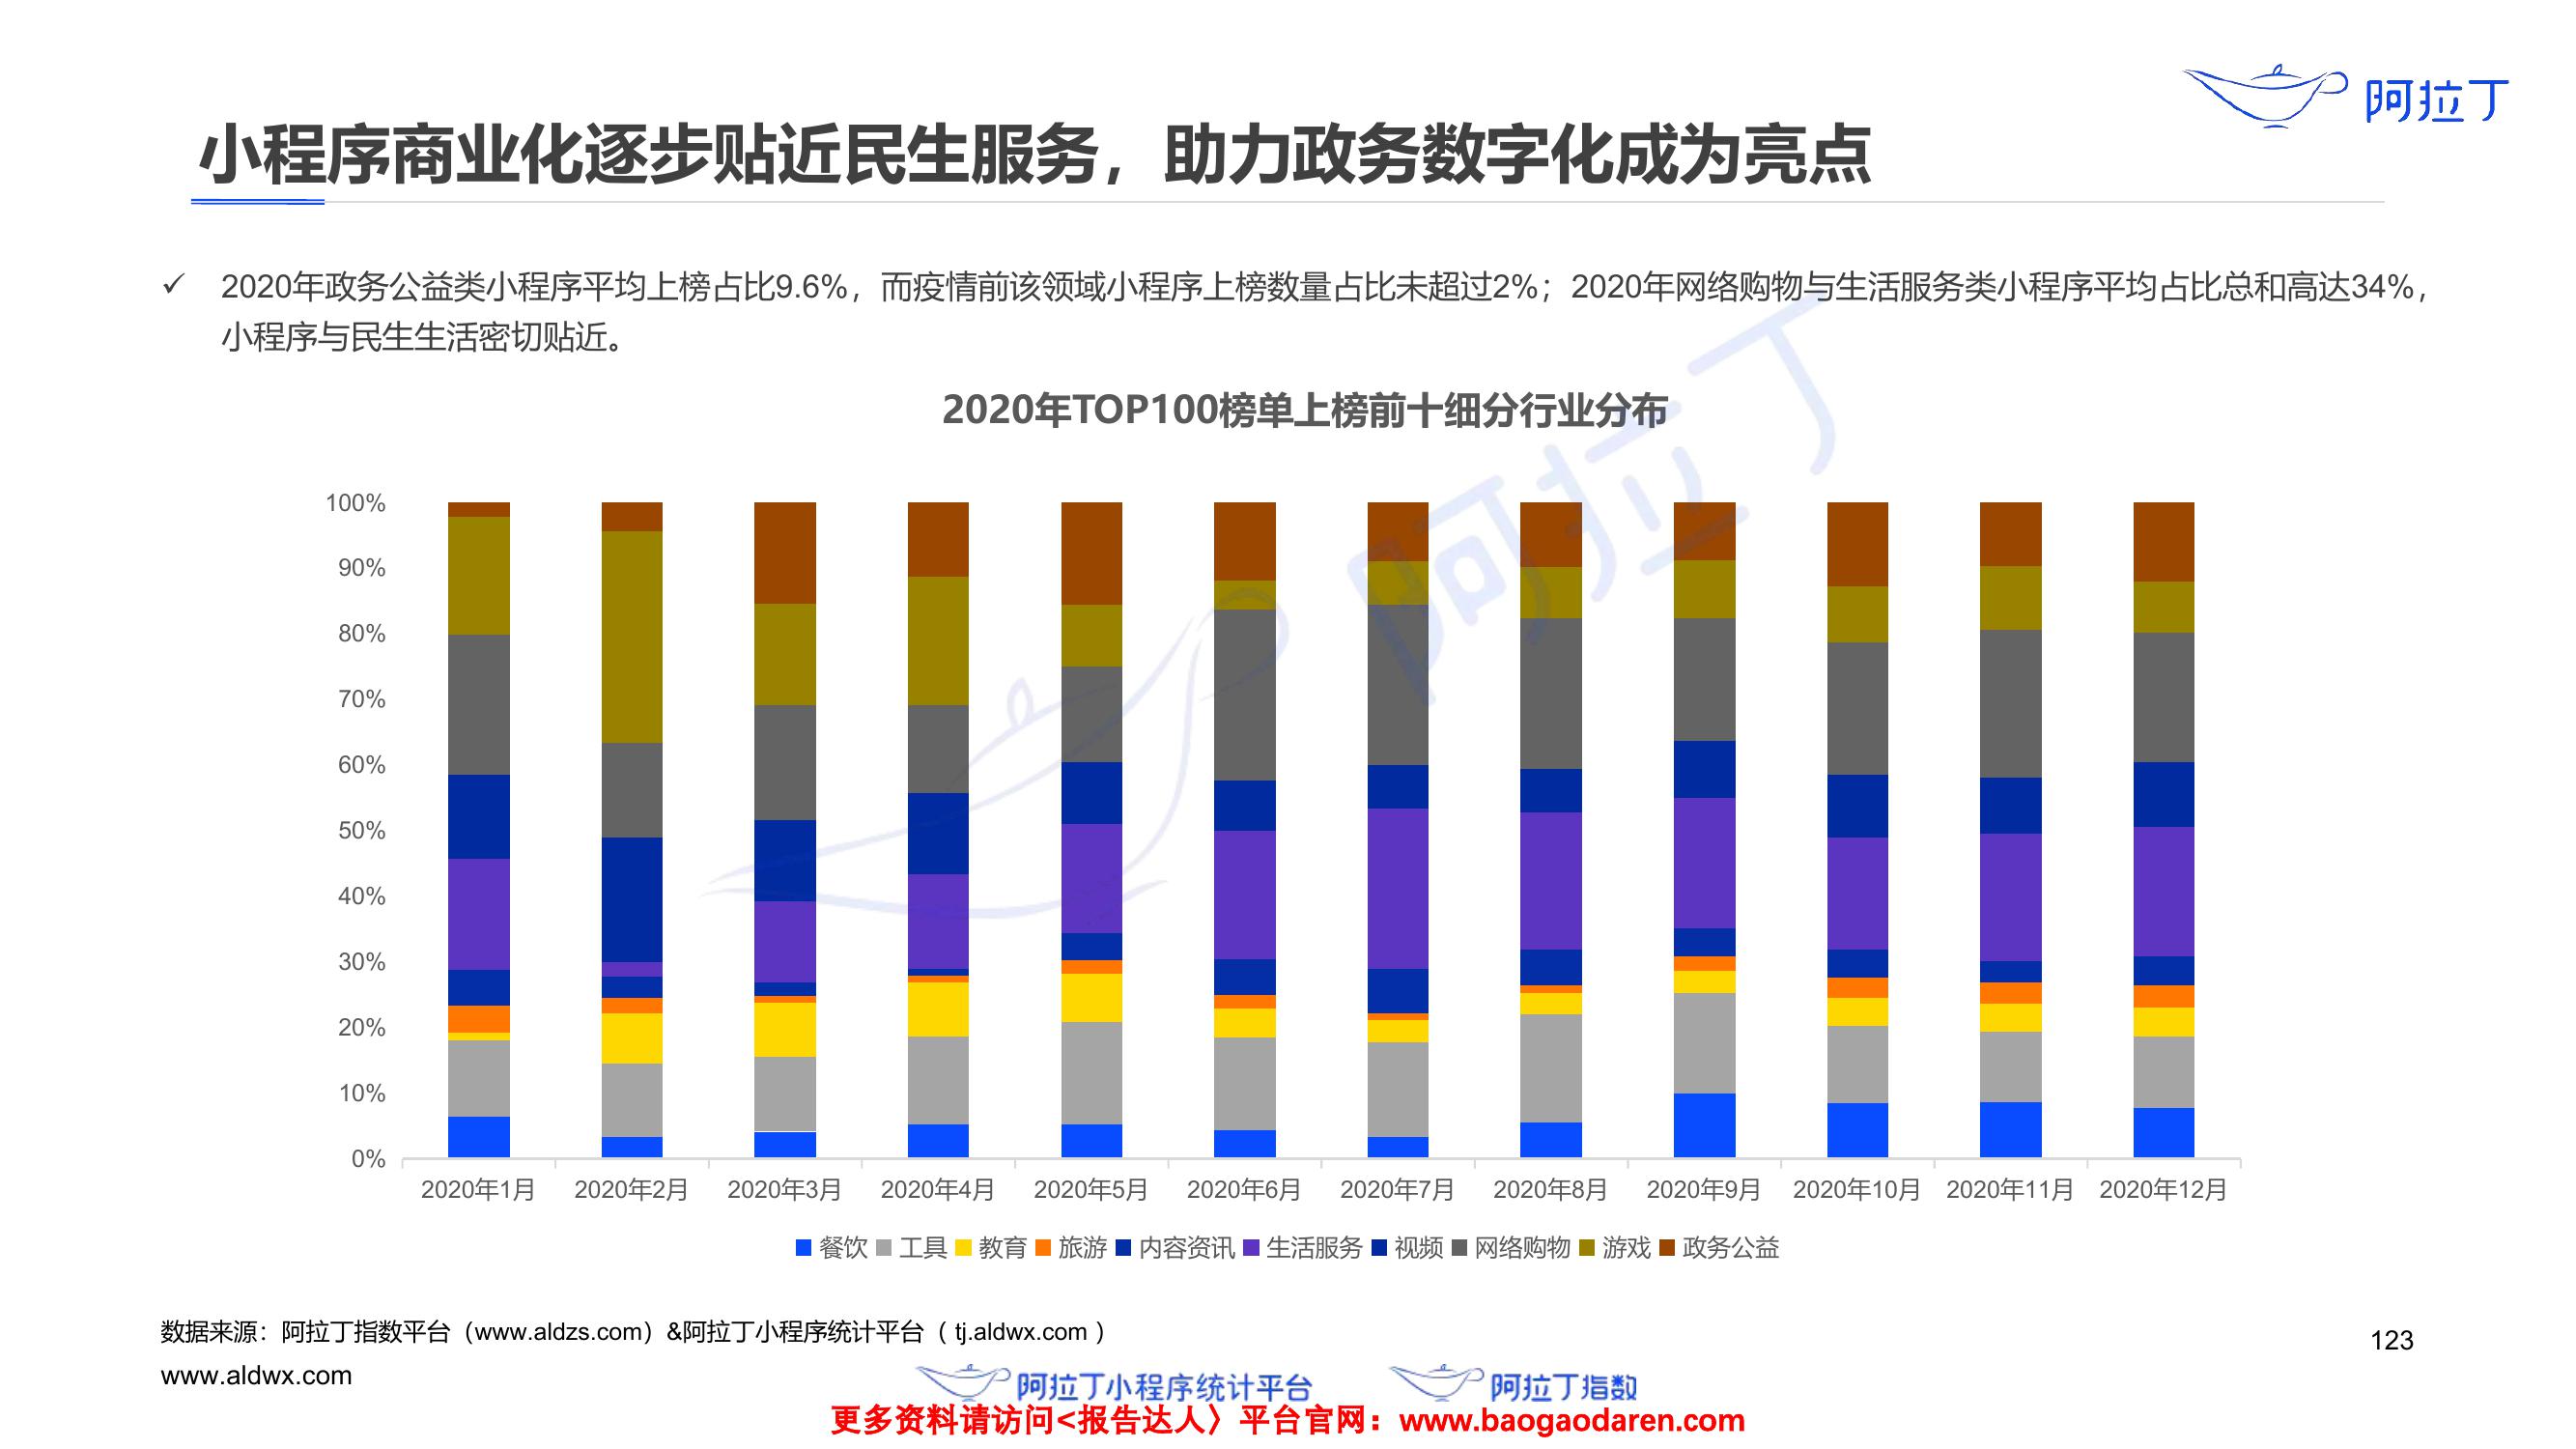 阿拉丁
小程序商业化逐步贴近民生服务，助力政务数字化成为亮点
✓ 2020年政务公益类小程序平均上榜占比9.6%，而疫情前该领域小程序上榜数量占比未超过2%；2020年网络购物与生活服务类小程序平均占比总和高达34%，
小程序与民生生活密切贴近。
2020年TOP100榜单上榜前十细分行业分布
阿拉丁
100%
90%
80%
70%
60%
50%
40%
30%
20%
10%
0%
2020年1月 2020年2月 2020年3月 2020年4月 2020年5月 2020年6月 2020年7月 2020年8月 2020年9月 2020年10月 2020年11月 2020年12月
餐饮 工具 教育 旅游 内容资讯 生活服务 视频 网络购物 游戏 政务公益
数据来源：阿拉丁指数平台（www.aldzs.com）&阿拉丁小程序统计平台（ tj.aldwx.com ）
123
www.aldwx.com
阿拉丁小程序统计平台 阿拉丁指数
更多资料请访问<报告达人〉平台官网：www.baogaodaren.com